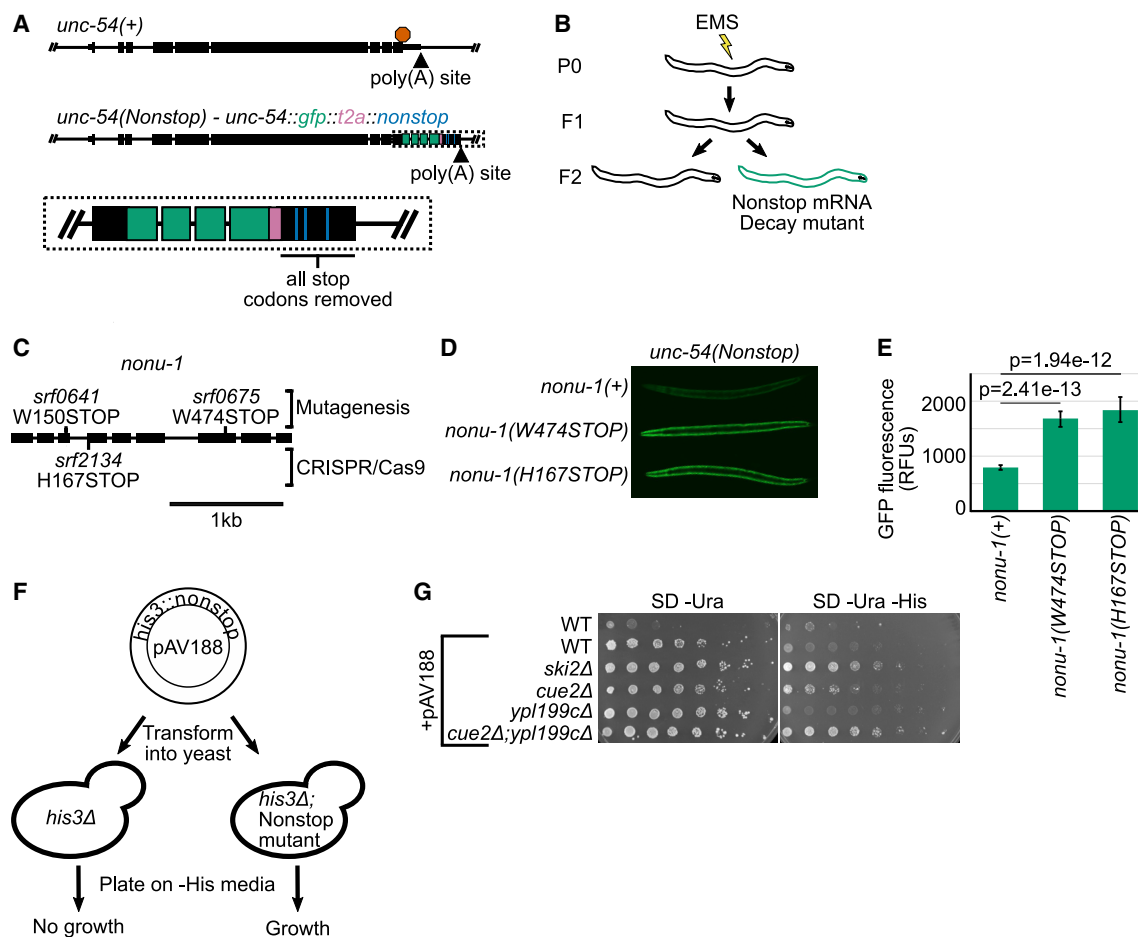 A
unc-54(+)
poly(A) site
unc-54(Nonstop) - unc-54::gfp::t2a::nonstop
poly(A) site
all stop
codons removed
B
EMS
P0
F1
F2
Nonstop mRNA
Decay mutant
C
nonu-1
srf0641
W150STOP
srf0675
W474STOP
Mutagenesis
srf2134
H167STOP
CRISPR/Cas9
1kb
D
unc-54(Nonstop)
nonu-1(+)
nonu-1(W474STOP)
nonu-1(H167STOP)
E
p=1.94e-12
p=2.41e-13
GFP fluorescence
(RFUs)
2000
1000
0
nonu-1(+)
nonu-1(W474STOP)
nonu-1(H167STOP)
F
his3::nonstop
pAV188
Transform
into yeast
his3Δ
his3Δ;
Nonstop
mutant
Plate on -His media
No growth
Growth
G
SD -Ura
SD -Ura -His
+pAV188
WT
WT
ski2Δ
cue2Δ
ypl199cΔ
cue2Δ;ypl199cΔ